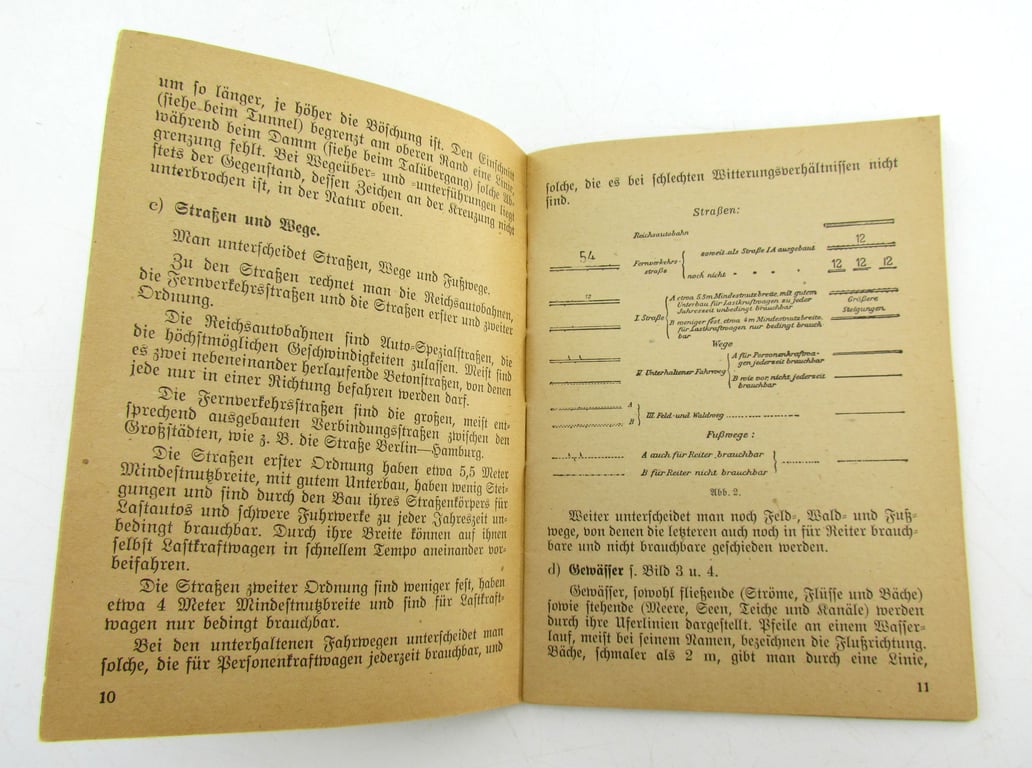 um so länger, je höher die Böschung ist. Den Einschnitt
(siehe beim Tunnel) begrenzt am oberen Rand eine Linie,
während beim Damm (siehe beim Talübergang) solche Ab-
grenzung fehlt. Bei Wegeüber- und -unterführungen liegt
stets der Gegenstand, dessen Zeichen an der Kreuzung nicht
unterbrochen ist, in der Natur oben.
c) Straßen und Wege.
Man unterscheidet Straßen, Wege und Fußwege.
Zu den Straßen rechnet man die Reichsautobahnen,
die Fernverkehrsstraßen und die Straßen erster und zweiter
Ordnung.
Die Reichsautobahnen sind Auto-Spezialstraßen, die
die höchstmöglichen Geschwindigkeiten zulassen. Meist sind
es zwei nebeneinander herlaufende Betonstraßen, von denen
jede nur in einer Richtung befahren werden darf.
Die Fernverkehrsstraßen sind die großen, meist ent-
sprechend ausgebauten Verbindungsstraßen zwischen den
Großstädten, wie z. B. die Straße Berlin—Hamburg.
Die Straßen erster Ordnung haben etwa 5,5 Meter
Mindestnutzbreite, mit gutem Unterbau, haben wenig Stei-
gungen und sind durch den Bau ihres Straßenkörpers für
Lastautos und schwere Fuhrwerke zu jeder Jahreszeit un-
bedingt brauchbar. Durch ihre Breite können auf ihnen
selbst Lastkraftwagen in schnellem Tempo aneinander vor-
beifahren.
Die Straßen zweiter Ordnung sind weniger fest, haben
etwa 4 Meter Mindestnutzbreite und sind für Lastkraft-
wagen nur bedingt brauchbar.
Bei den unterhaltenen Fahrwegen unterscheidet man
solche, die für Personenkraftwagen jederzeit brauchbar, und
10
solche, die es bei schlechten Witterungsverhältnissen nicht
sind.
Straßen:
Reichsautobahn
54
Fernverkehrs-
straße
soweit als Straße IA ausgebaut
12
noch nicht " " " "
12 12 12
12
I. Straße
A etwa 5,5m Mindestnutzbreite, mit gutem
Unterbau für Lastkraftwagen zu jeder
Jahreszeit unbedingt brauchbar
B weniger fest, etwa 4m Mindestnutzbreite,
für Lastkraftwagen nur bedingt brauch
bar
Größere
Steigungen
Wege
II. Unterhaltener Fahrweg
A für Personenkraftwa-
gen jederzeit brauchbar
B wie vor, nicht jederzeit
brauchbar
A
B
III. Feld- und Waldweg
Fußwege:
A auch für Reiter brauchbar
B für Reiter nicht brauchbar
Abb. 2.
Weiter unterscheidet man noch Feld-, Wald- und Fuß-
wege, von denen die letzteren auch noch in für Reiter brauch-
bare und nicht brauchbare geschieden werden.
d) Gewässer s. Bild 3 u. 4.
Gewässer, sowohl fließende (Ströme, Flüsse und Bäche)
sowie stehende (Meere, Seen, Teiche und Kanäle) werden
durch ihre Uferlinien dargestellt. Pfeile an einem Wasser-
lauf, meist bei seinem Namen, bezeichnen die Flußrichtung.
Bäche, schmaler als 2 m, gibt man durch eine Linie,
11